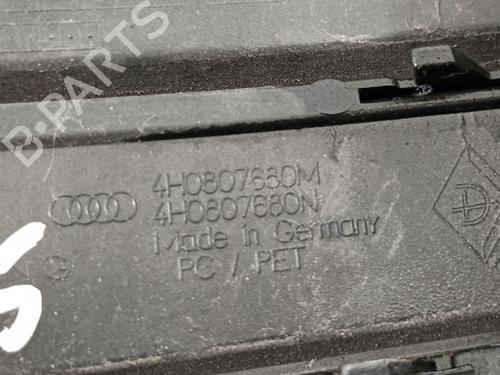 B-PARTS
4H0807680M
4H0807680N
Made in Germany
PC / PET